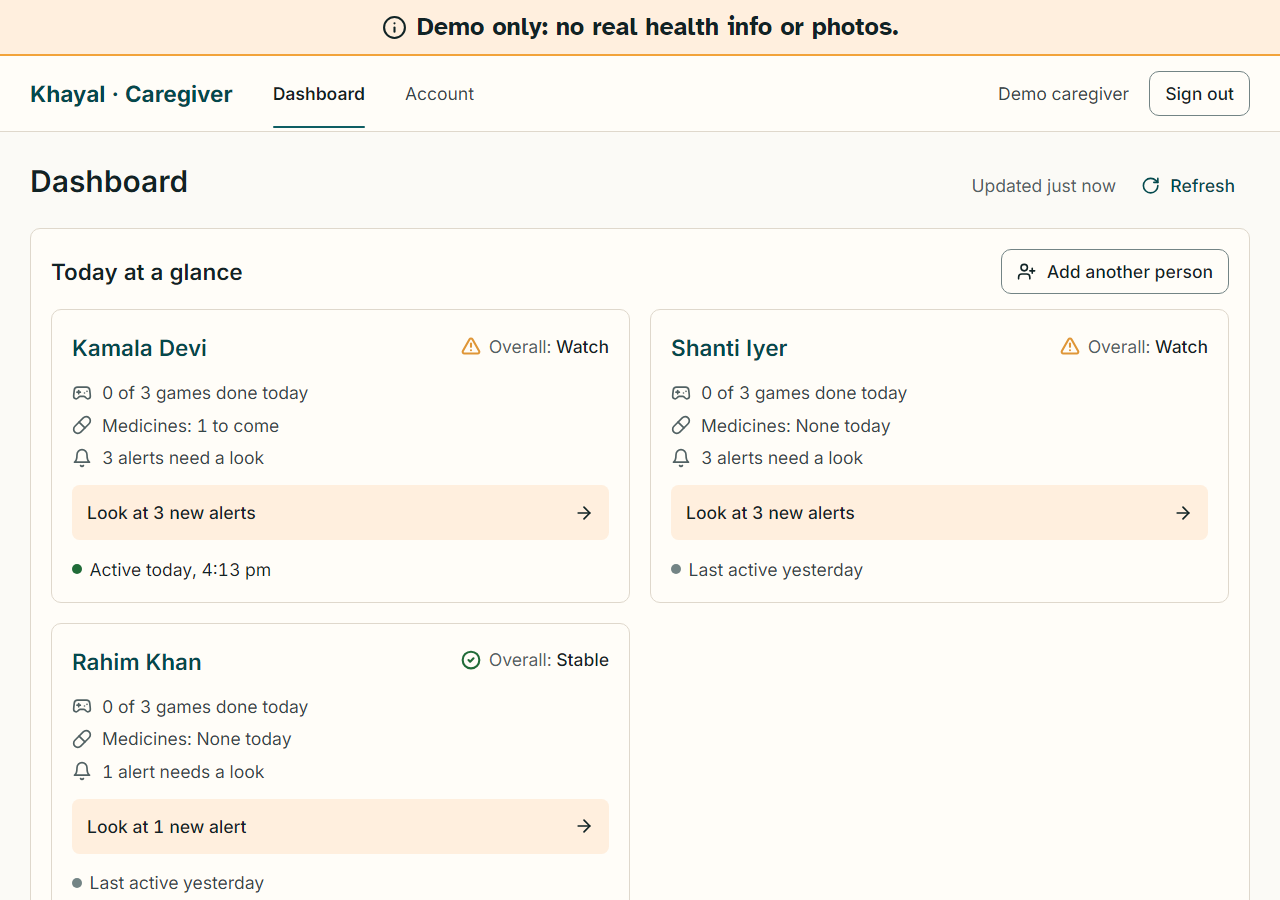 Demo only: no real health info or photos.
Khayal · Caregiver
Dashboard
Account
Demo caregiver
Sign out
Dashboard
Updated just now
Refresh
Today at a glance
Add another person
Kamala Devi
Overall: Watch
0 of 3 games done today
Medicines: 1 to come
3 alerts need a look
Look at 3 new alerts
Active today, 4:13 pm
Shanti Iyer
Overall: Watch
0 of 3 games done today
Medicines: None today
3 alerts need a look
Look at 3 new alerts
Last active yesterday
Rahim Khan
Overall: Stable
0 of 3 games done today
Medicines: None today
1 alert needs a look
Look at 1 new alert
Last active yesterday